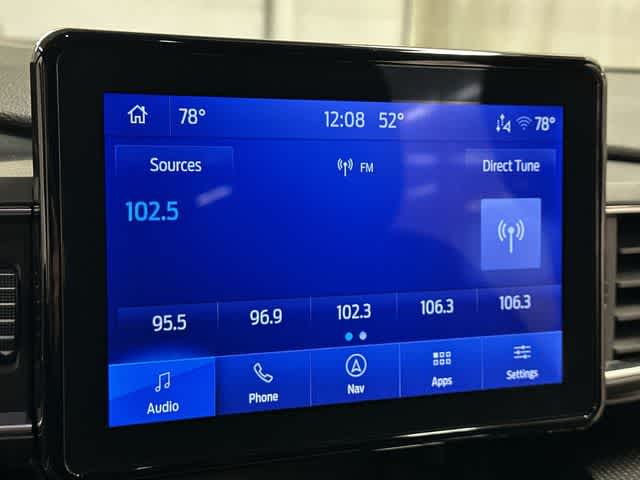 78° 12:08 52° 78°
Sources FM Direct Tune
102.5
95.5 96.9 102.3 106.3 106.3
Audio Phone Nav Apps Settings